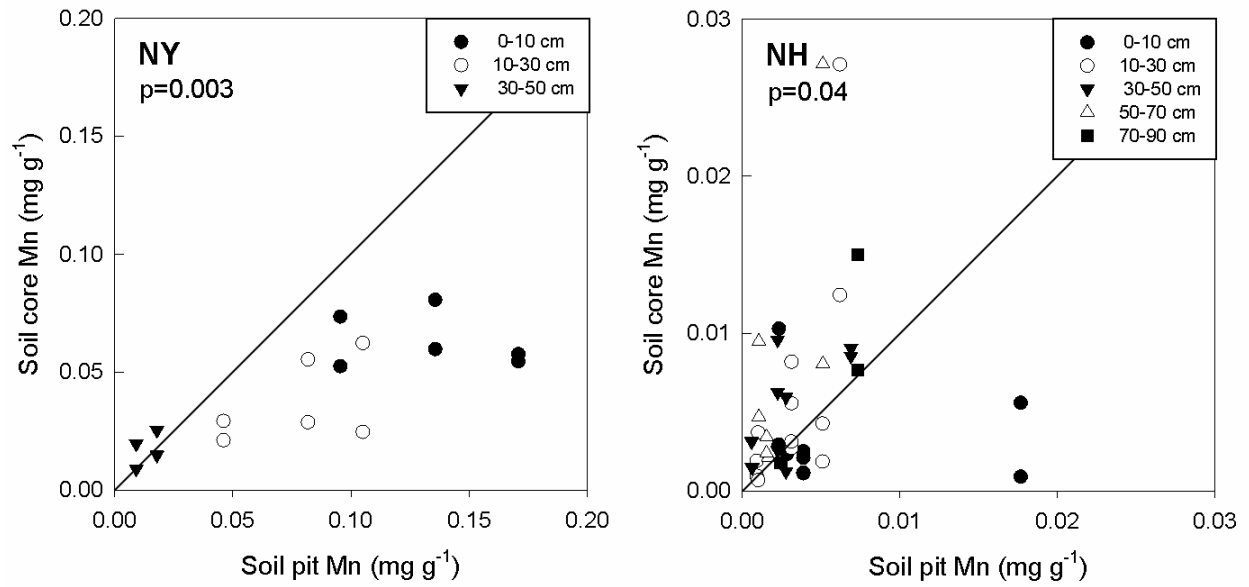 NY
p=0.003
0-10 cm
10-30 cm
30-50 cm
Soil core Mn (mg g⁻¹)
0.20
0.15
0.10
0.05
0.00
0.00 0.05 0.10 0.15 0.20
Soil pit Mn (mg g⁻¹)
NH
p=0.04
0-10 cm
10-30 cm
30-50 cm
50-70 cm
70-90 cm
Soil core Mn (mg g⁻¹)
0.03
0.02
0.01
0.00
0.00 0.01 0.02 0.03
Soil pit Mn (mg g⁻¹)